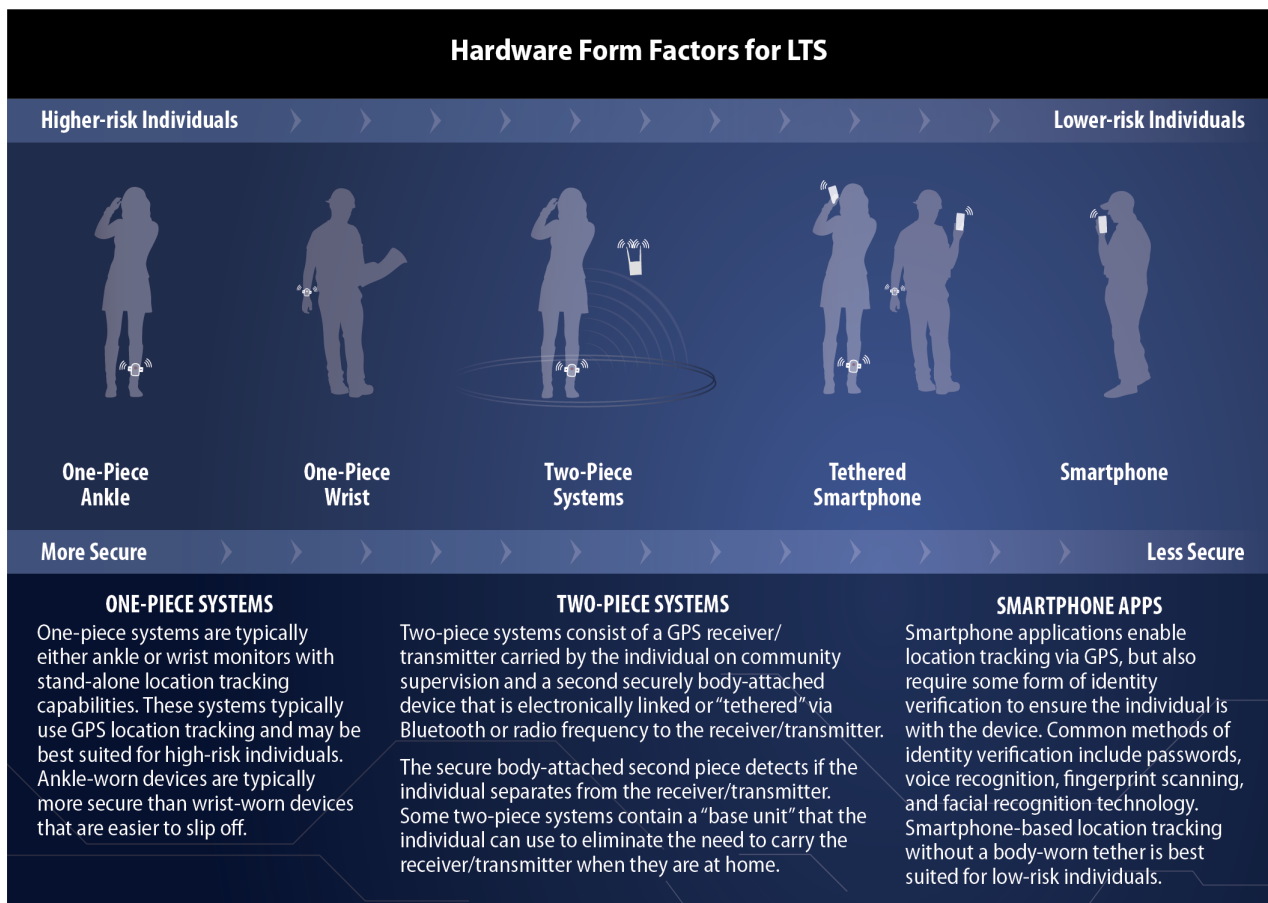 Hardware Form Factors for LTS
Higher-risk Individuals
Lower-risk Individuals
One-Piece
Ankle
One-Piece
Wrist
Two-Piece
Systems
Tethered
Smartphone
Smartphone
More Secure
Less Secure
ONE-PIECE SYSTEMS
One-piece systems are typically
either ankle or wrist monitors with
stand-alone location tracking
capabilities. These systems typically
use GPS location tracking and may be
best suited for high-risk individuals.
Ankle-worn devices are typically
more secure than wrist-worn devices
that are easier to slip off.
TWO-PIECE SYSTEMS
Two-piece systems consist of a GPS receiver/
transmitter carried by the individual on community
supervision and a second securely body-attached
device that is electronically linked or “tethered” via
Bluetooth or radio frequency to the receiver/transmitter.
The secure body-attached second piece detects if the
individual separates from the receiver/transmitter.
Some two-piece systems contain a “base unit” that the
individual can use to eliminate the need to carry the
receiver/transmitter when they are at home.
SMARTPHONE APPS
Smartphone applications enable
location tracking via GPS, but also
require some form of identity
verification to ensure the individual is
with the device. Common methods of
identity verification include passwords,
voice recognition, fingerprint scanning,
and facial recognition technology.
Smartphone-based location tracking
without a body-worn tether is best
suited for low-risk individuals.